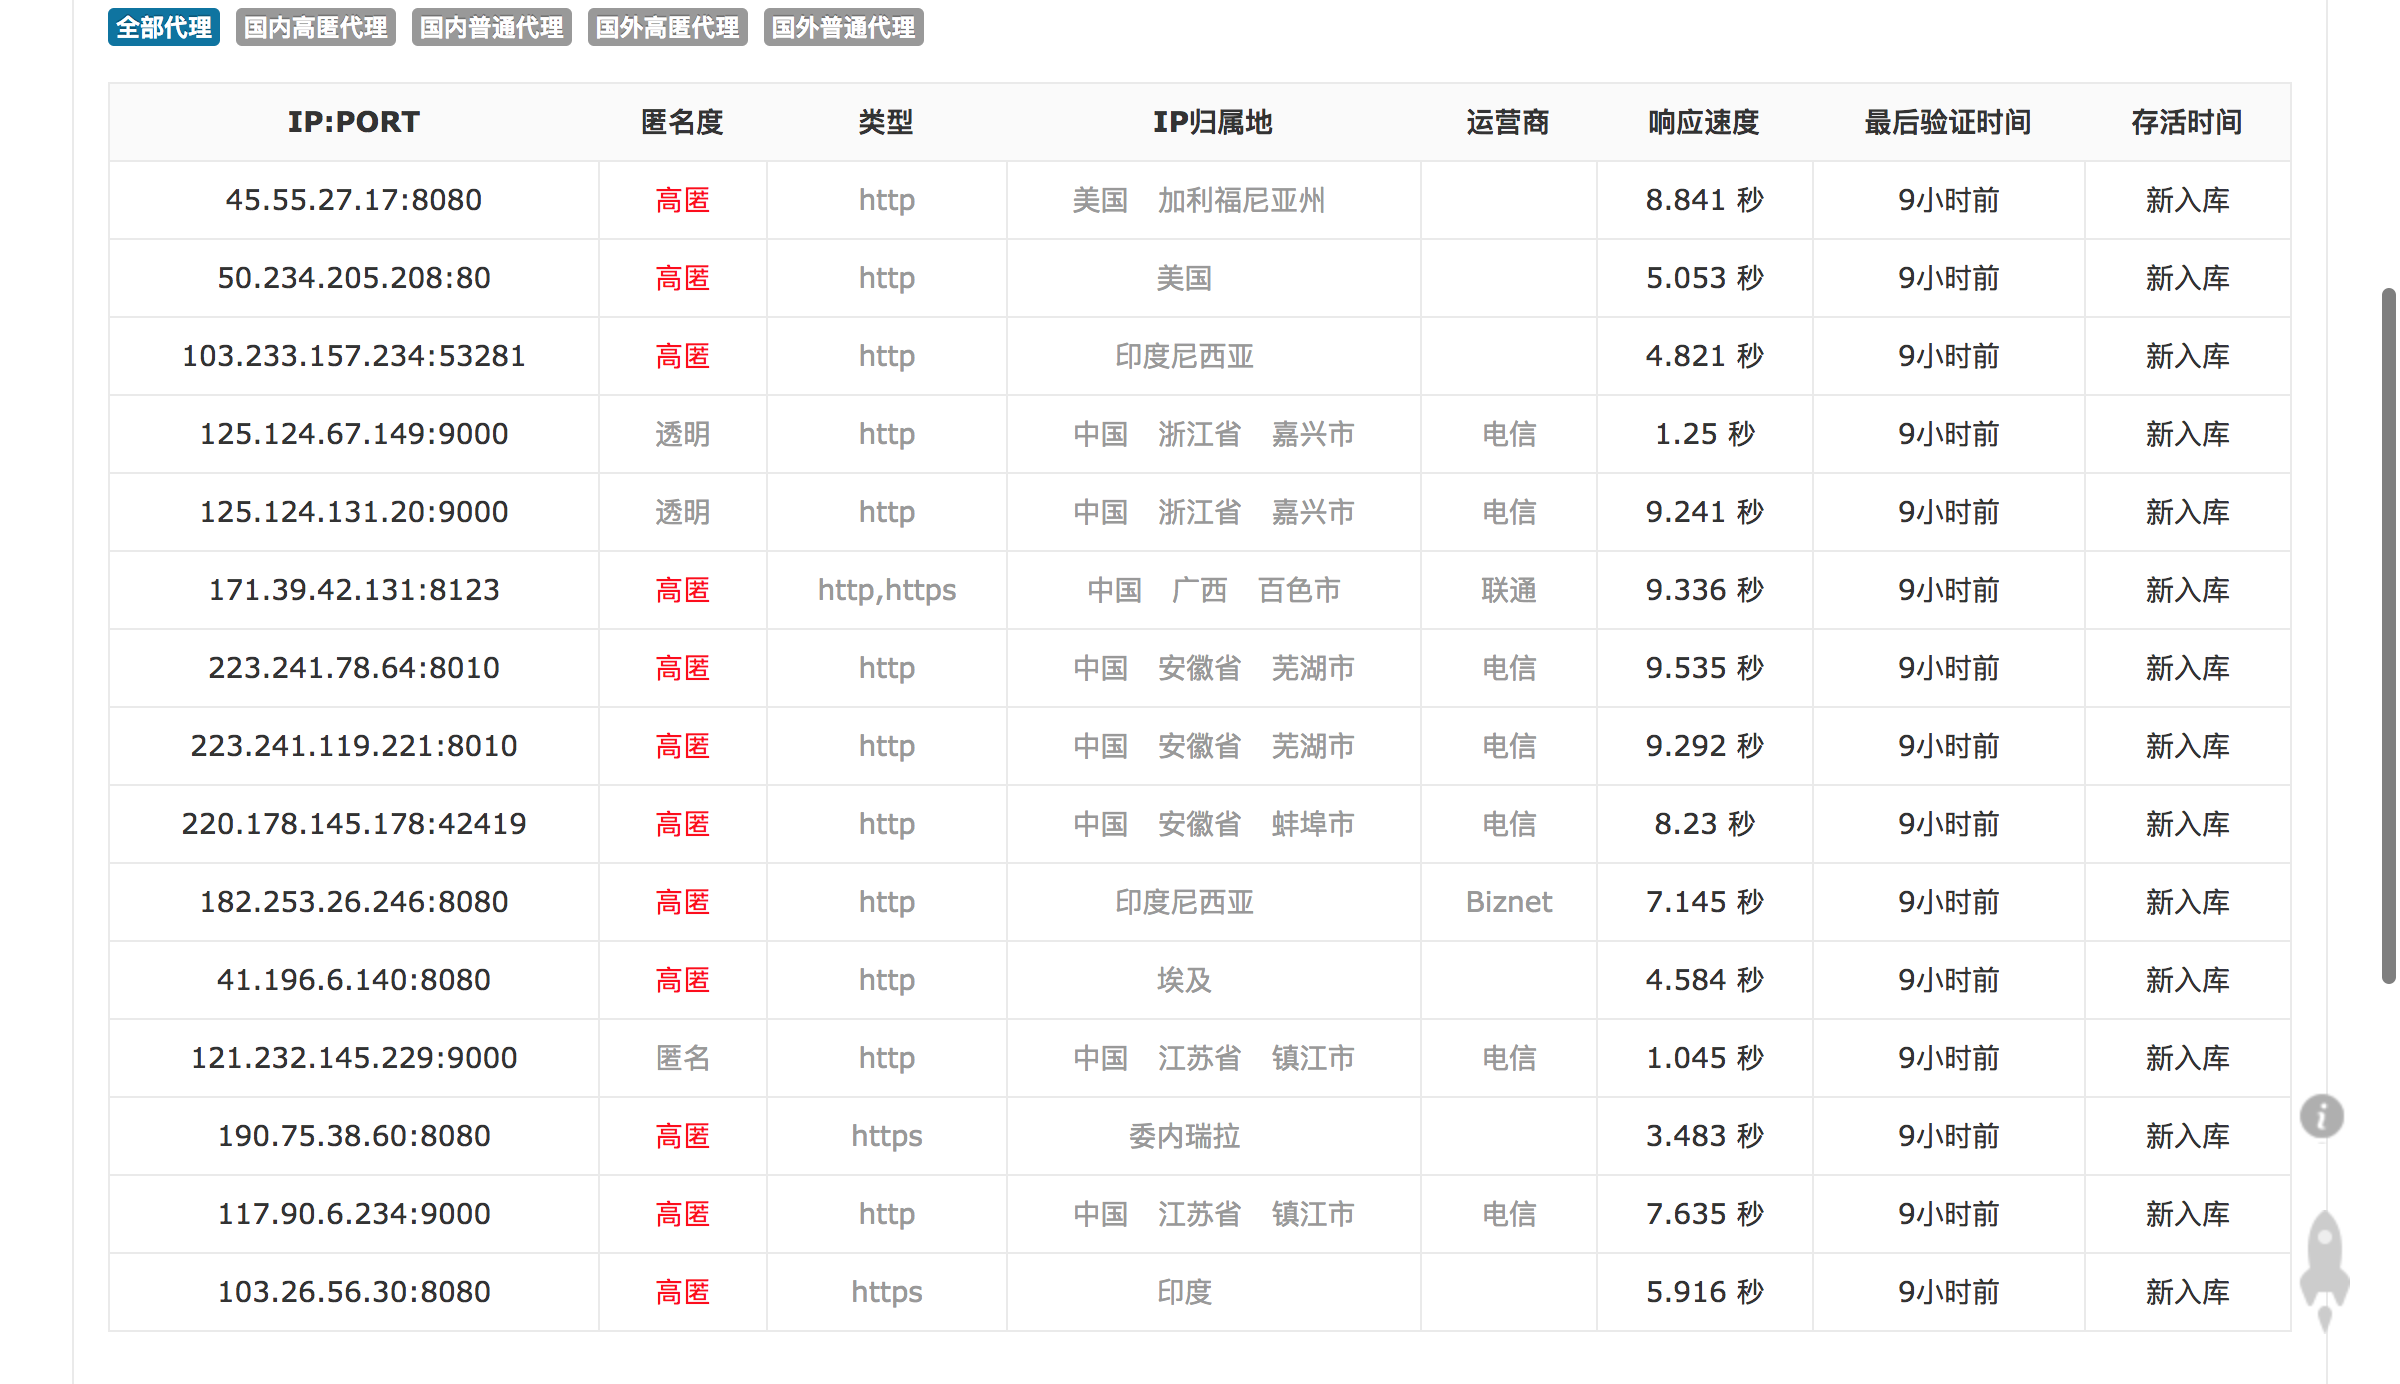 全部代理 国内高匿代理 国内普通代理 国外高匿代理 国外普通代理
IP:PORT 匿名度 类型 IP归属地 运营商 响应速度 最后验证时间 存活时间
45.55.27.17:8080 高匿 http 美国 加利福尼亚州 8.841 秒 9小时前 新入库
50.234.205.208:80 高匿 http 美国 5.053 秒 9小时前 新入库
103.233.157.234:53281 高匿 http 印度尼西亚 4.821 秒 9小时前 新入库
125.124.67.149:9000 透明 http 中国 浙江省 嘉兴市 电信 1.25 秒 9小时前 新入库
125.124.131.20:9000 透明 http 中国 浙江省 嘉兴市 电信 9.241 秒 9小时前 新入库
171.39.42.131:8123 高匿 http,https 中国 广西 百色市 联通 9.336 秒 9小时前 新入库
223.241.78.64:8010 高匿 http 中国 安徽省 芜湖市 电信 9.535 秒 9小时前 新入库
223.241.119.221:8010 高匿 http 中国 安徽省 芜湖市 电信 9.292 秒 9小时前 新入库
220.178.145.178:42419 高匿 http 中国 安徽省 蚌埠市 电信 8.23 秒 9小时前 新入库
182.253.26.246:8080 高匿 http 印度尼西亚 Biznet 7.145 秒 9小时前 新入库
41.196.6.140:8080 高匿 http 埃及 4.584 秒 9小时前 新入库
121.232.145.229:9000 匿名 http 中国 江苏省 镇江市 电信 1.045 秒 9小时前 新入库
190.75.38.60:8080 高匿 https 委内瑞拉 3.483 秒 9小时前 新入库
117.90.6.234:9000 高匿 http 中国 江苏省 镇江市 电信 7.635 秒 9小时前 新入库
103.26.56.30:8080 高匿 https 印度 5.916 秒 9小时前 新入库